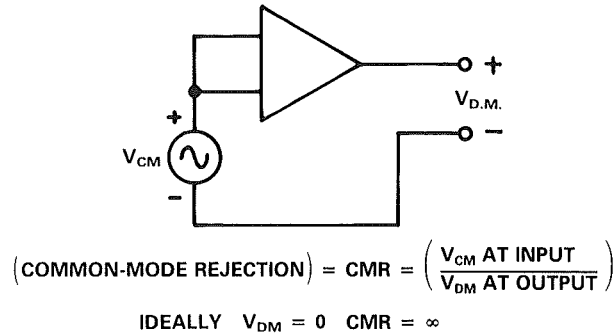 +
V_D.M.
−
+
V_CM
−
(COMMON-MODE REJECTION) = CMR = (V_CM AT INPUT / V_DM AT OUTPUT)
IDEALLY V_DM = 0 CMR = ∞